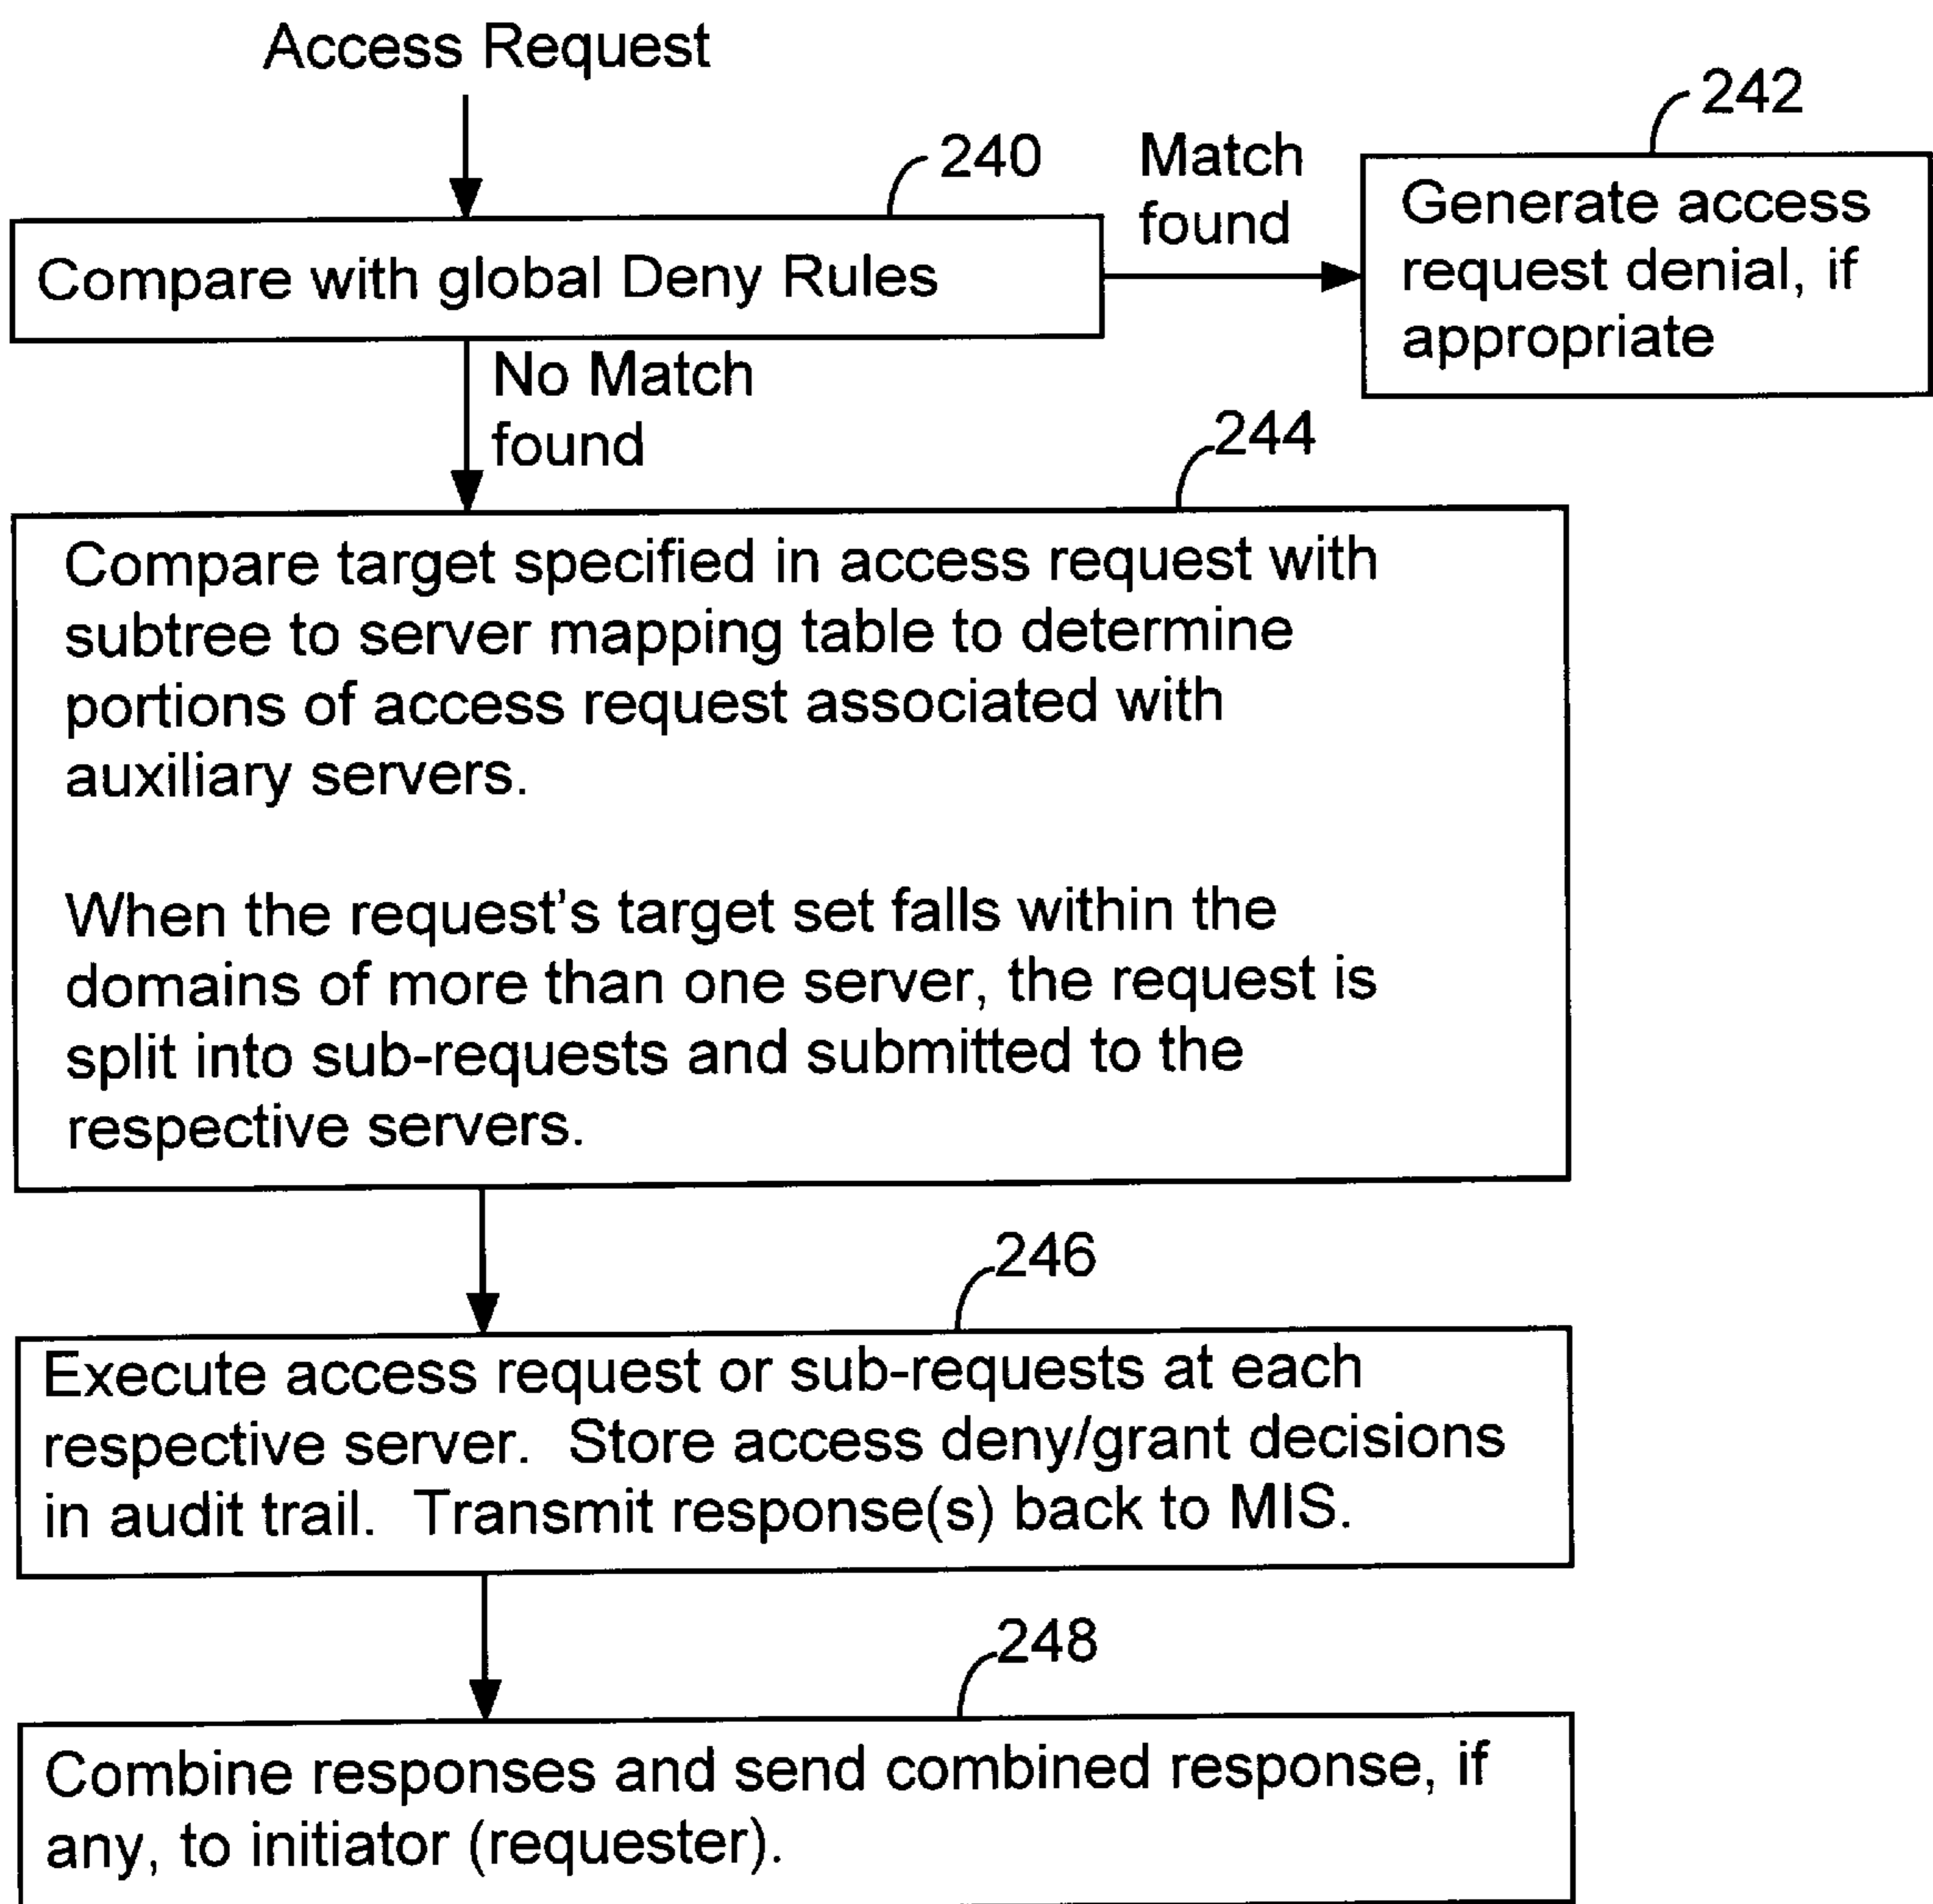 Access Request
240
Match
found
242
Compare with global Deny Rules
Generate access
request denial, if
appropriate
No Match
found
244
Compare target specified in access request with
subtree to server mapping table to determine
portions of access request associated with
auxiliary servers.
When the request's target set falls within the
domains of more than one server, the request is
split into sub-requests and submitted to the
respective servers.
246
Execute access request or sub-requests at each
respective server. Store access deny/grant decisions
in audit trail. Transmit response(s) back to MIS.
248
Combine responses and send combined response, if
any, to initiator (requester).